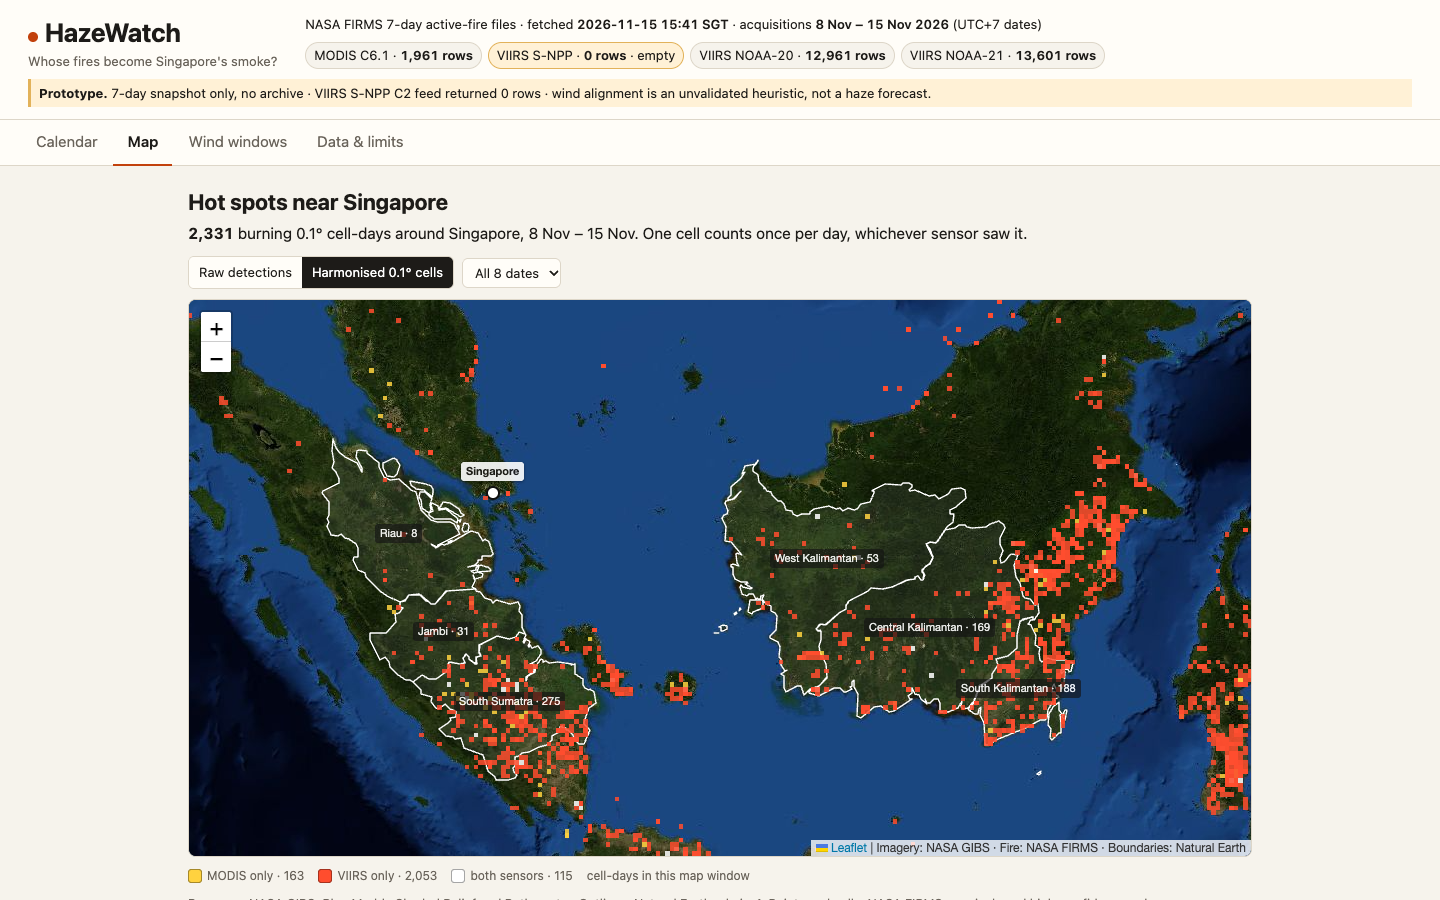 HazeWatch
Whose fires become Singapore's smoke?
NASA FIRMS 7-day active-fire files · fetched 2026-11-15 15:41 SGT · acquisitions 8 Nov – 15 Nov 2026 (UTC+7 dates)
MODIS C6.1 · 1,961 rows
VIIRS S-NPP · 0 rows · empty
VIIRS NOAA-20 · 12,961 rows
VIIRS NOAA-21 · 13,601 rows
Prototype. 7-day snapshot only, no archive · VIIRS S-NPP C2 feed returned 0 rows · wind alignment is an unvalidated heuristic, not a haze forecast.
Calendar
Map
Wind windows
Data & limits
Hot spots near Singapore
2,331 burning 0.1° cell-days around Singapore, 8 Nov – 15 Nov. One cell counts once per day, whichever sensor saw it.
Raw detections
Harmonised 0.1° cells
All 8 dates
+
−
Singapore
Riau · 8
West Kalimantan · 53
Jambi · 31
Central Kalimantan · 169
South Sumatra · 275
South Kalimantan · 188
Leaflet | Imagery: NASA GIBS · Fire: NASA FIRMS · Boundaries: Natural Earth
MODIS only · 163
VIIRS only · 2,053
both sensors · 115
cell-days in this map window